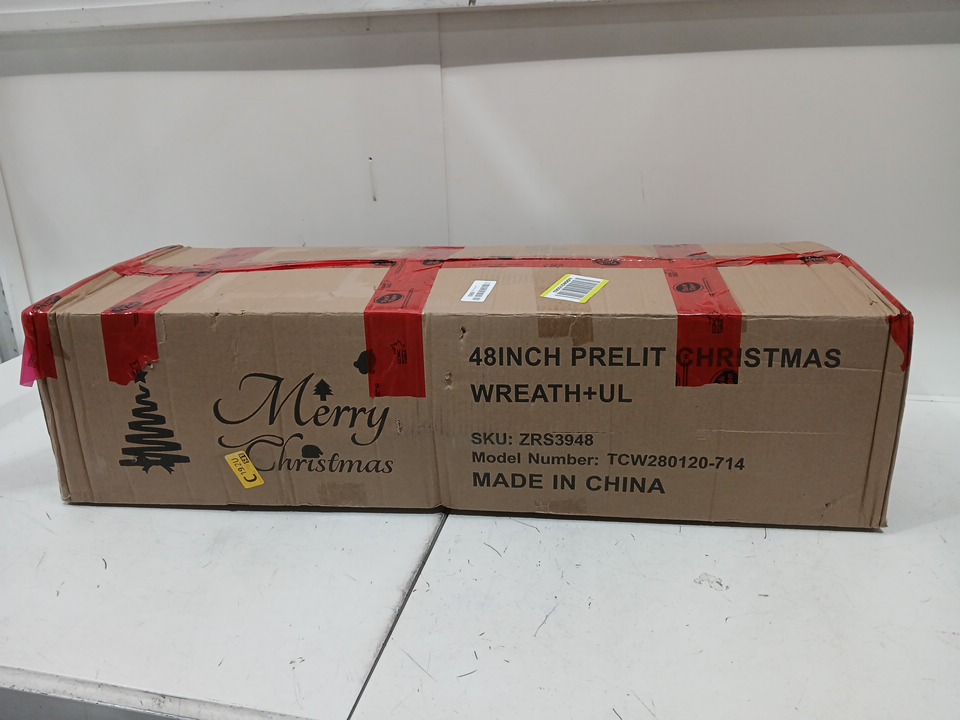 48INCH PRELIT CHRISTMAS
WREATH+UL
Merry
Christmas
SKU: ZRS3948
Model Number: TCW280120-714
MADE IN CHINA